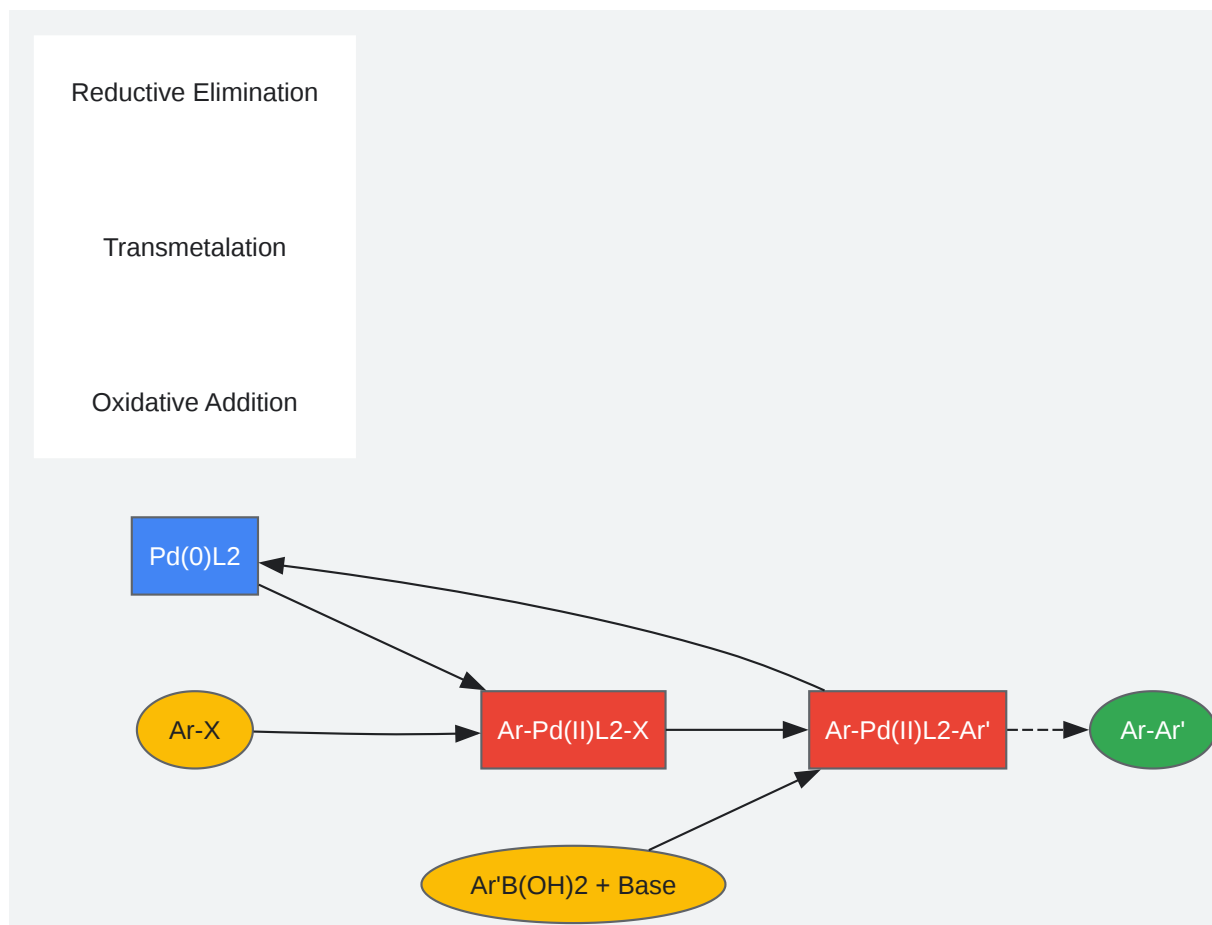 Reductive Elimination
Transmetalation
Oxidative Addition
Pd(0)L2
Ar-X
Ar-Pd(II)L2-X
Ar-Pd(II)L2-Ar'
Ar-Ar'
Ar'B(OH)2 + Base